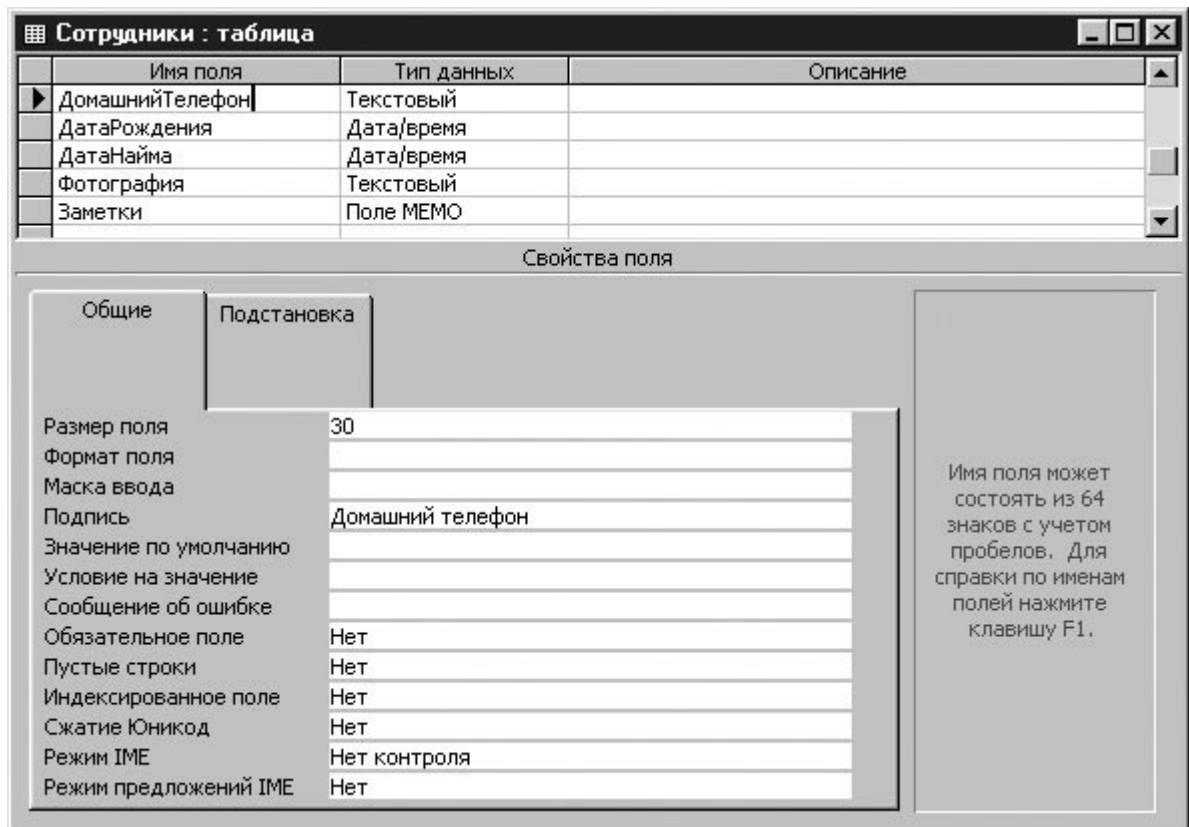 Сотрудники : таблица
Имя поля Тип данных Описание
ДомашнийТелефон Текстовый
ДатаРождения Дата/время
ДатаНайма Дата/время
Фотография Текстовый
Заметки Поле МЕМО
Свойства поля
Общие Подстановка
Размер поля 30
Формат поля
Маска ввода
Подпись Домашний телефон
Значение по умолчанию
Условие на значение
Сообщение об ошибке
Обязательное поле Нет
Пустые строки Нет
Индексированное поле Нет
Сжатие Юникод Нет
Режим IME Нет контроля
Режим предложений IME Нет
Имя поля может
состоять из 64
знаков с учетом
пробелов. Для
справки по именам
полей нажмите
клавишу F1.